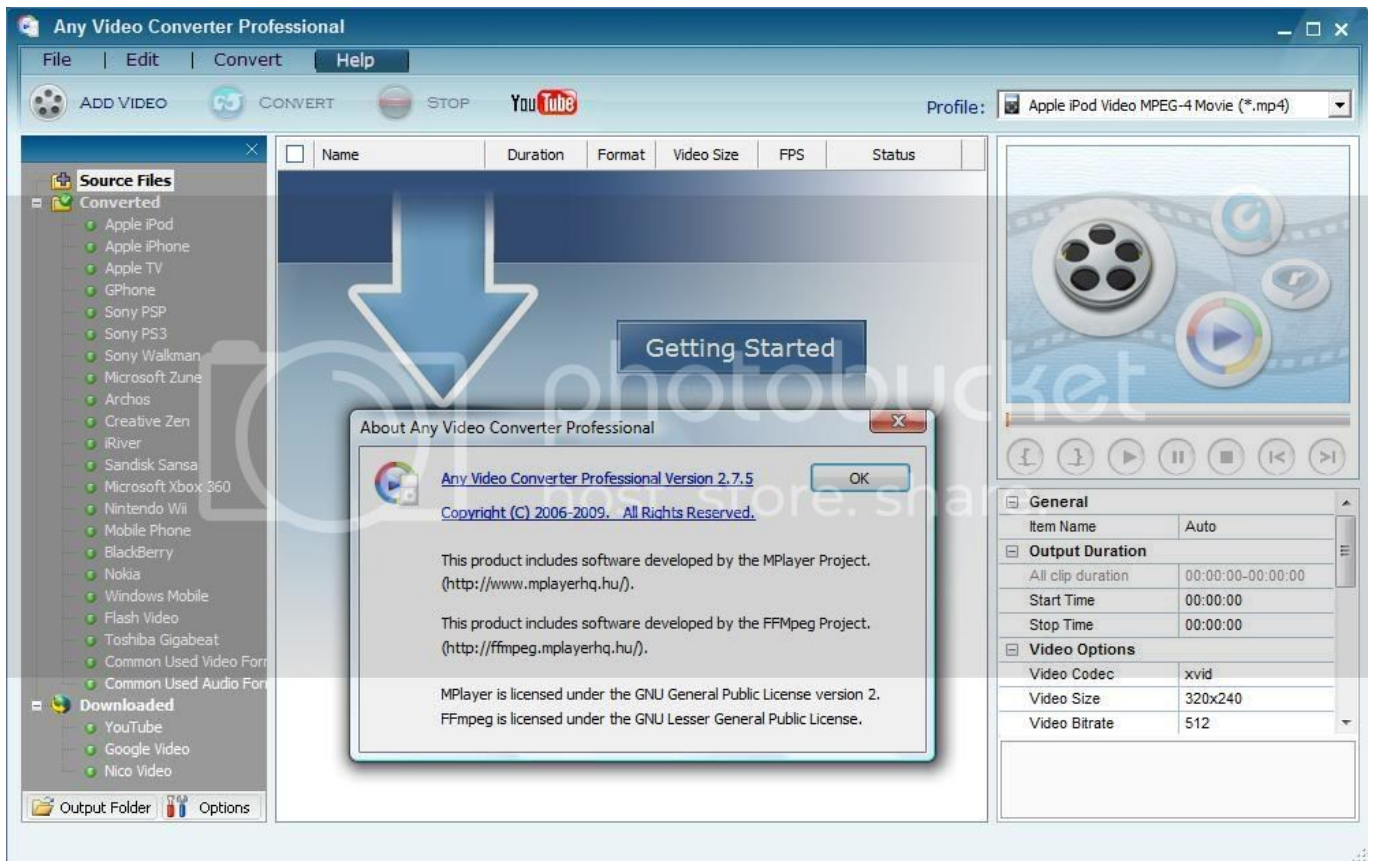 Any Video Converter Professional
File | Edit | Convert | Help
ADD VIDEO CONVERT STOP YouTube Profile: Apple iPod Video MPEG-4 Movie (*.mp4)
Name Duration Format Video Size FPS Status
Source Files
Converted
Apple iPod
Apple iPhone
Apple TV
GPhone
Sony PSP
Sony PS3
Sony Walkman
Microsoft Zune
Archos
Creative Zen
iRiver
Sandisk Sansa
Microsoft Xbox 360
Nintendo Wii
Mobile Phone
BlackBerry
Nokia
Windows Mobile
Flash Video
Toshiba Gigabeat
Common Used Video Forr
Common Used Audio Forr
Downloaded
YouTube
Google Video
Nico Video
Output Folder Options
Getting Started
photobucket
host. store. share.
About Any Video Converter Professional
Any Video Converter Professional Version 2.7.5
OK
Copyright (C) 2006-2009. All Rights Reserved.
This product includes software developed by the MPlayer Project.
(http://www.mplayerhq.hu/).
This product includes software developed by the FFMpeg Project.
(http://ffmpeg.mplayerhq.hu/).
MPlayer is licensed under the GNU General Public License version 2.
FFmpeg is licensed under the GNU Lesser General Public License.
General
Item Name Auto
Output Duration
All clip duration 00:00:00-00:00:00
Start Time 00:00:00
Stop Time 00:00:00
Video Options
Video Codec xvid
Video Size 320x240
Video Bitrate 512